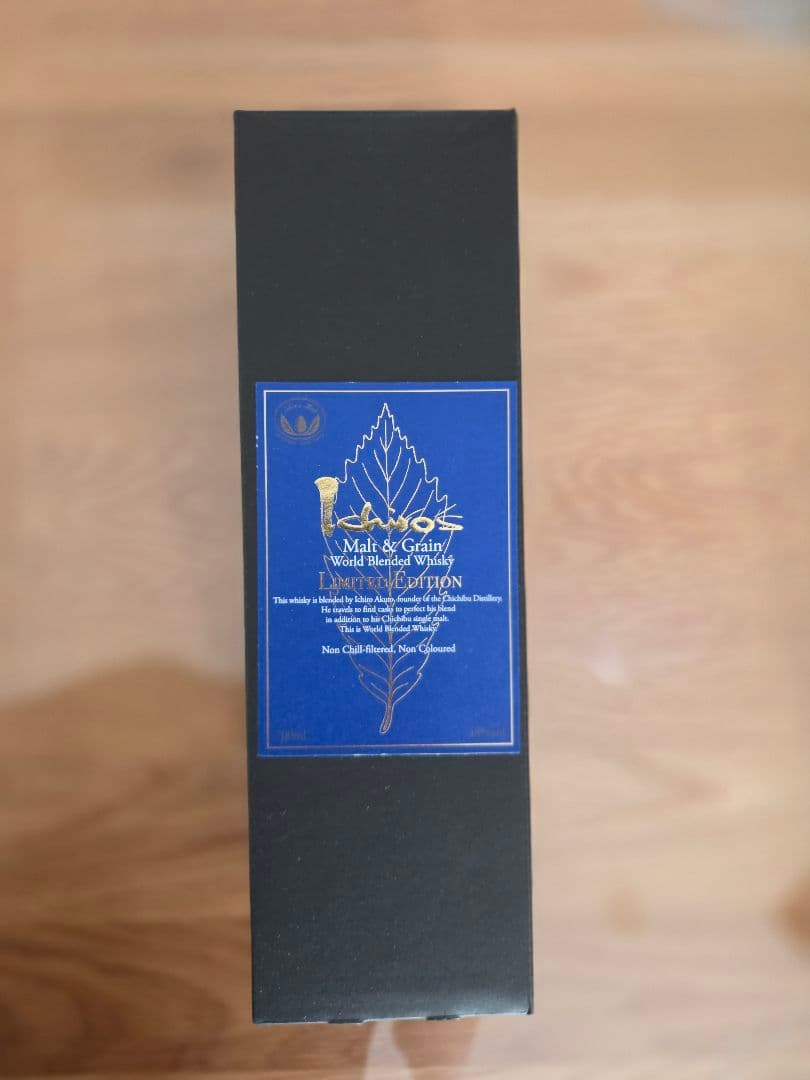 Ichiros
Malt & Grain
World Blended Whisky
LIMITED EDITION
This whisky is blended by Ichiro Akuto, founder of the Chichibu Distillery.
He travels to find casks to perfect his blend
in addition to his Chichibu single malt.
This is World Blended Whisky.
Non Chill-filtered, Non Coloured
700ml